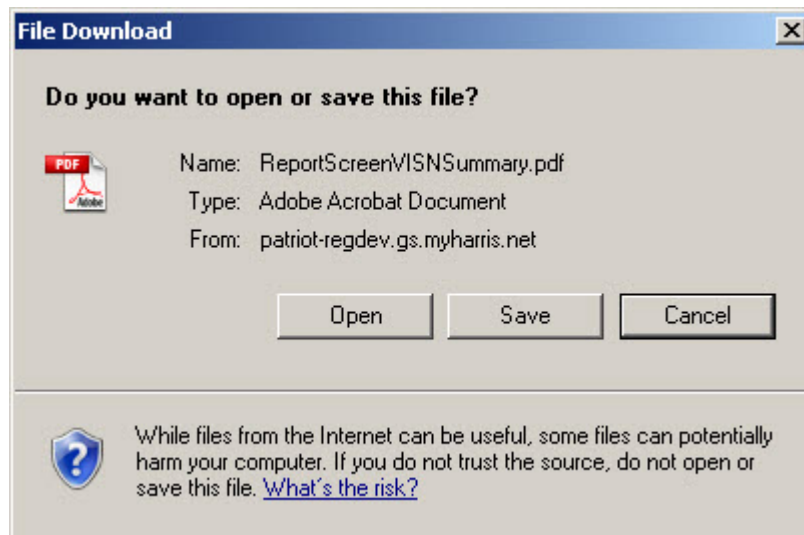 File Download
Do you want to open or save this file?
PDF
Adobe
Name: ReportScreenVISNSummary.pdf
Type: Adobe Acrobat Document
From: patriot-regdev.gs.myharris.net
Open Save Cancel
While files from the Internet can be useful, some files can potentially
harm your computer. If you do not trust the source, do not open or
save this file. What's the risk?